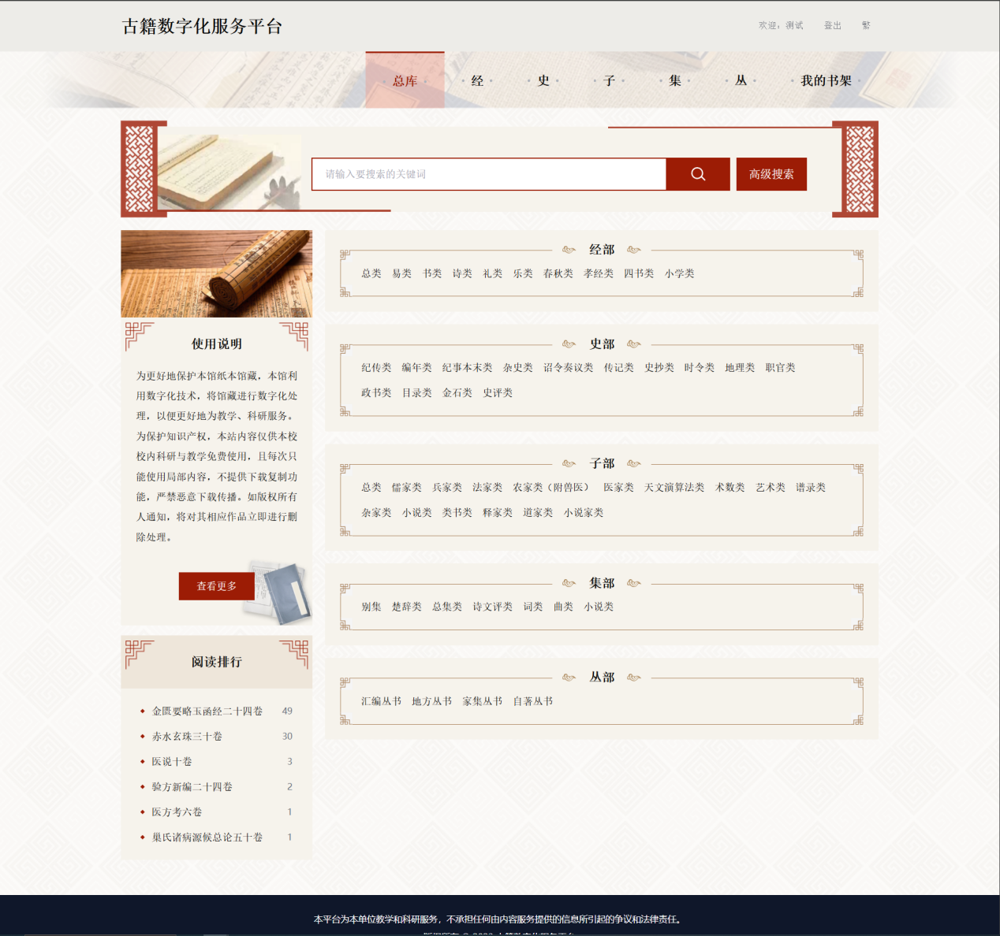 古籍数字化服务平台
欢迎：测试 登出 繁
总库 经 史 子 集 丛 我的书架
请输入要搜索的关键词
高级搜索
使用说明
为更好地保护本馆纸本馆藏，本馆利
用数字化技术，将馆藏进行数字化处
理，以便更好地为教学、科研服务。
为保护知识产权，本站内容仅供本校
校内科研与教学免费使用，且每次只
能使用局部内容，不提供下载复制功
能，严禁恶意下载传播。如版权所有
人通知，将对其相应作品立即进行删
除处理。
查看更多
阅读排行
金匮要略玉函经二十四卷 49
赤水玄珠三十卷 30
医说十卷 3
验方新编二十四卷 2
医方考六卷 1
巢氏诸病源候总论五十卷 1
经部
总类 易类 书类 诗类 礼类 乐类 春秋类 孝经类 四书类 小学类
史部
纪传类 编年类 纪事本末类 杂史类 诏令奏议类 传记类 史抄类 时令类 地理类 职官类
政书类 目录类 金石类 史评类
子部
总类 儒家类 兵家类 法家类 农家类（附兽医） 医家类 天文演算法类 术数类 艺术类 谱录类
杂家类 小说类 类书类 释家类 道家类 小说家类
集部
别集 楚辞类 总集类 诗文评类 词类 曲类 小说类
丛部
汇编丛书 地方丛书 家集丛书 自著丛书
本平台为本单位教学和科研服务，不承担任何由内容服务提供的信息所引起的争议和法律责任。